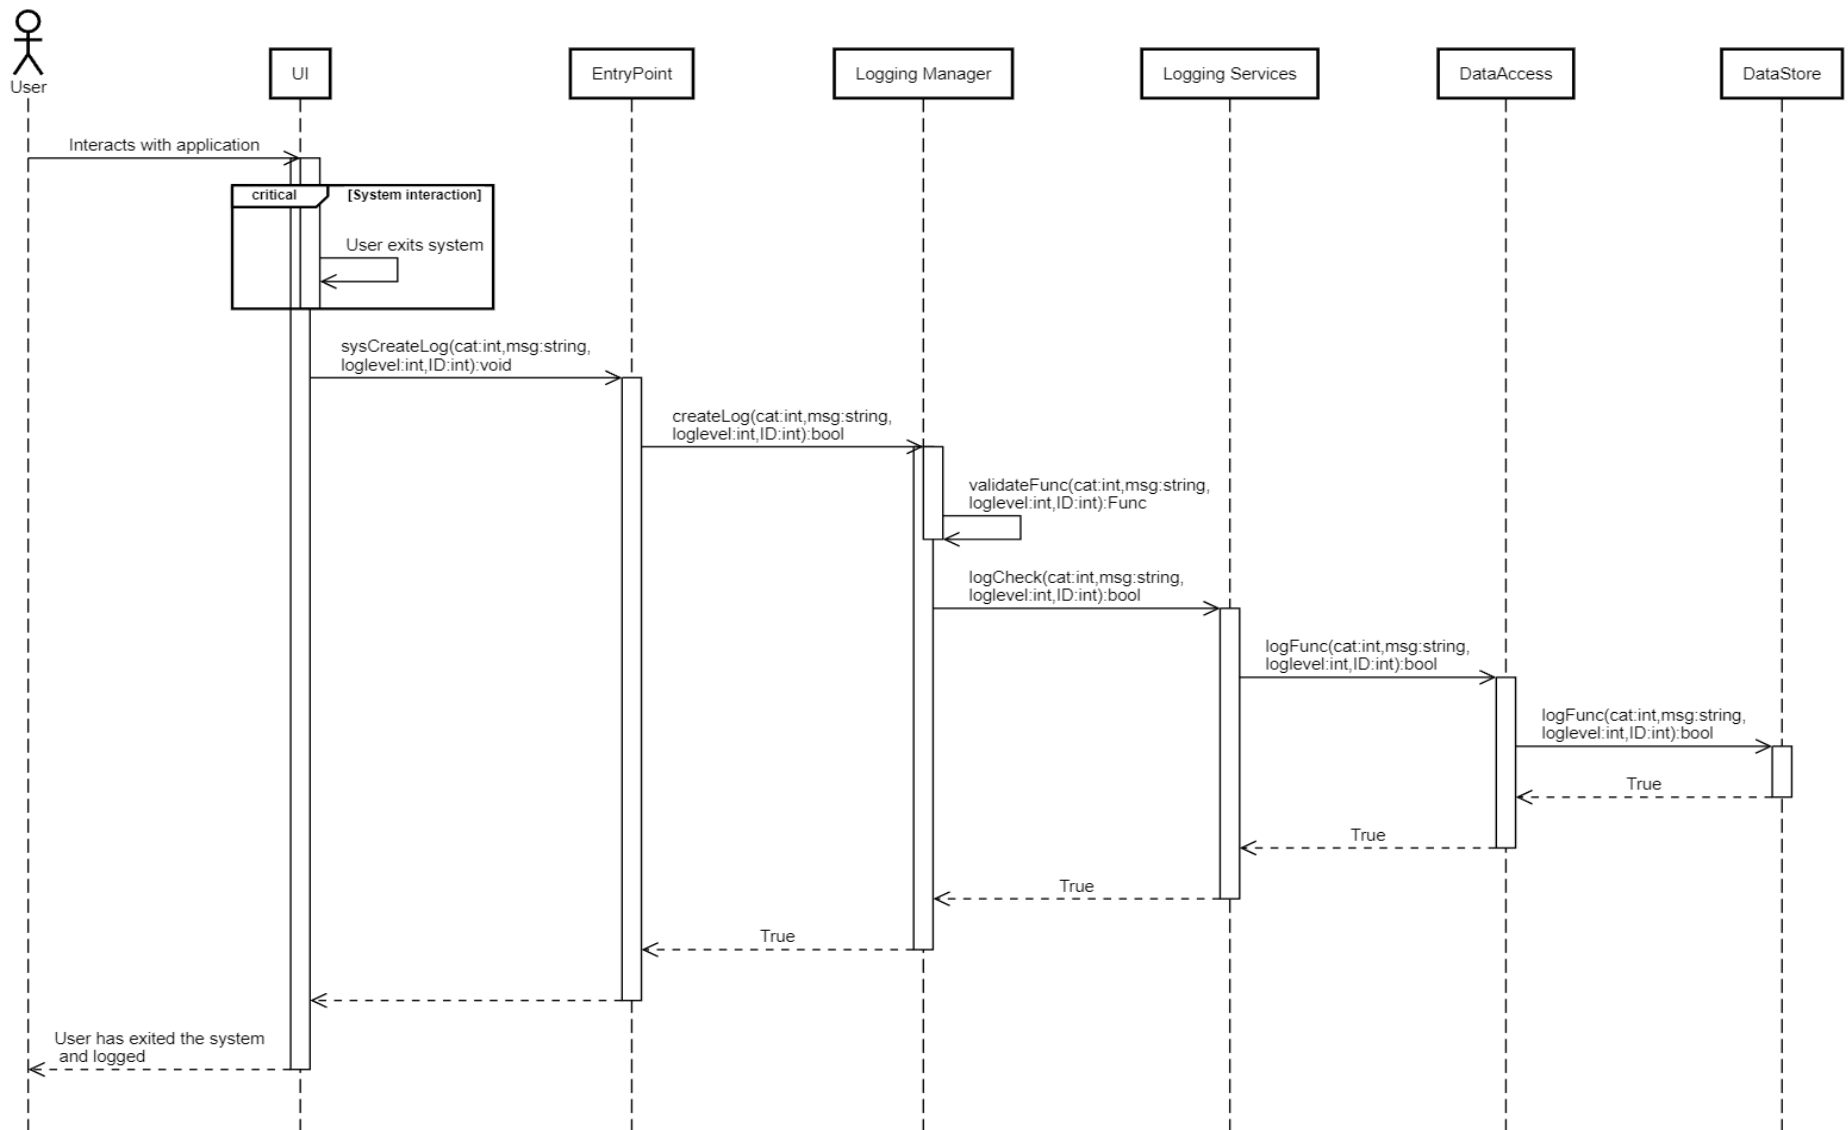 User
UI
EntryPoint
Logging Manager
Logging Services
DataAccess
DataStore
Interacts with application
critical
[System interaction]
User exits system
sysCreateLog(cat:int,msg:string,
loglevel:int,ID:int):void
createLog(cat:int,msg:string,
loglevel:int,ID:int):bool
validateFunc(cat:int,msg:string,
loglevel:int,ID:int):Func
logCheck(cat:int,msg:string,
loglevel:int,ID:int):bool
logFunc(cat:int,msg:string,
loglevel:int,ID:int):bool
logFunc(cat:int,msg:string,
loglevel:int,ID:int):bool
True
True
True
True
User has exited the system
and logged